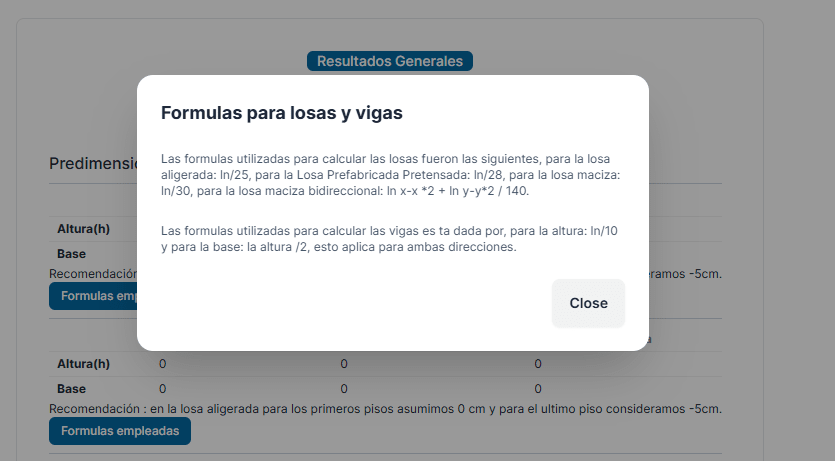 Resultados Generales
Formulas para losas y vigas
Las formulas utilizadas para calcular las losas fueron las siguientes, para la losa
aligerada: ln/25, para la Losa Prefabricada Pretensada: ln/28, para la losa maciza:
ln/30, para la losa maciza bidireccional: ln x-x *2 + ln y-y*2 / 140.
Las formulas utilizadas para calcular las vigas es ta dada por, para la altura: ln/10
y para la base: la altura /2, esto aplica para ambas direcciones.
Close
Predimensio
Altura(h)
Base
Recomendación eramos -5cm.
Formulas emp
a
Altura(h) 0 0 0
Base 0 0 0
Recomendación : en la losa aligerada para los primeros pisos asumimos 0 cm y para el ultimo piso consideramos -5cm.
Formulas empleadas